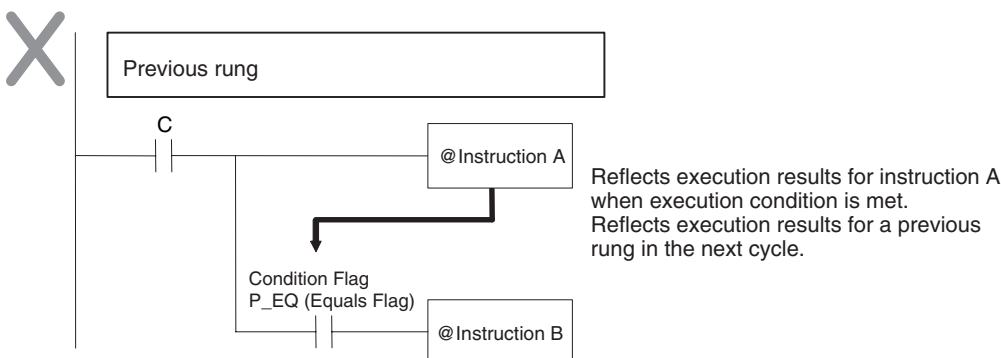 Previous rung
C
@Instruction A
Reflects execution results for instruction A
when execution condition is met.
Reflects execution results for a previous
rung in the next cycle.
Condition Flag
P_EQ (Equals Flag)
@Instruction B